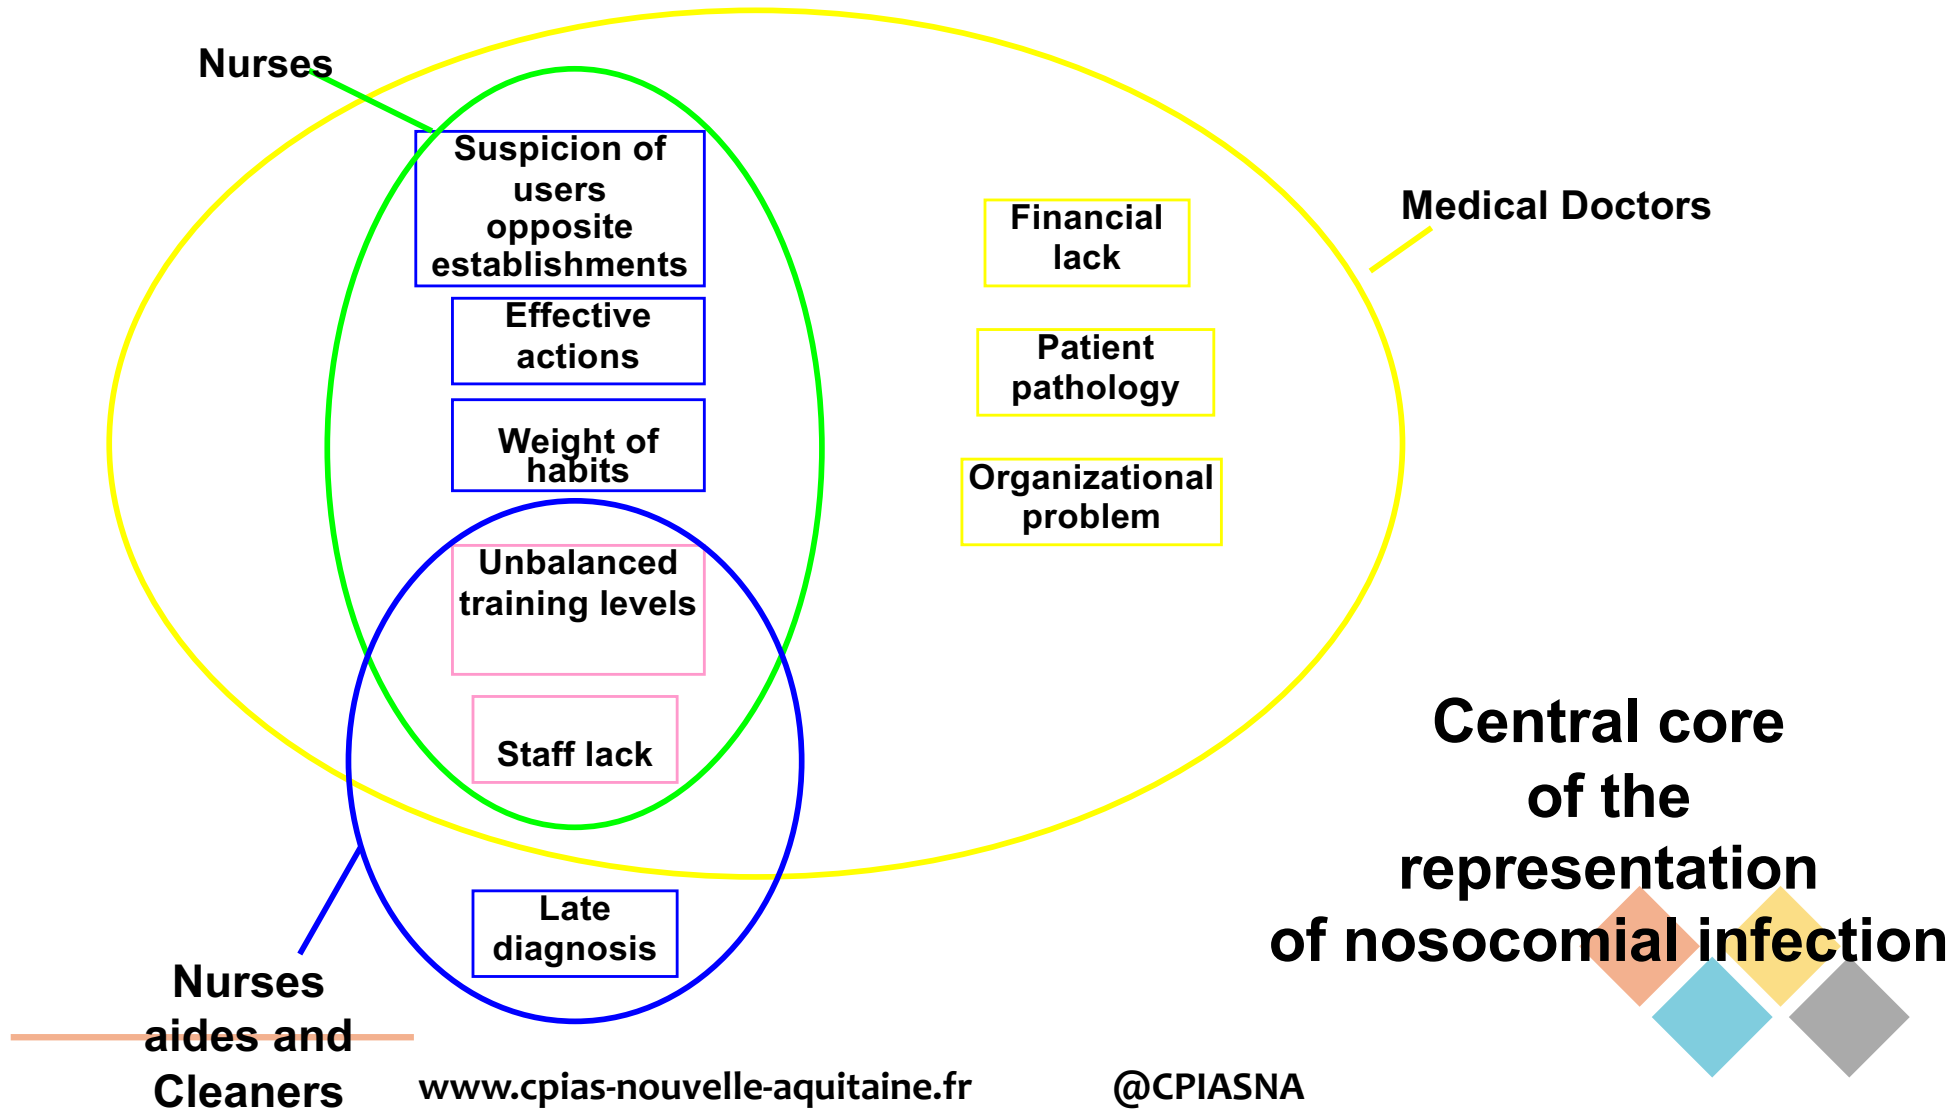 Nurses
Suspicion of
users
opposite
establishments
Effective
actions
Weight of
habits
Unbalanced
training levels
Staff lack
Late
diagnosis
Financial
lack
Patient
pathology
Organizational
problem
Medical Doctors
Central core
of the
representation
of nosocomial infection
Nurses
aides and
Cleaners
www.cpias-nouvelle-aquitaine.fr
@CPIASNA